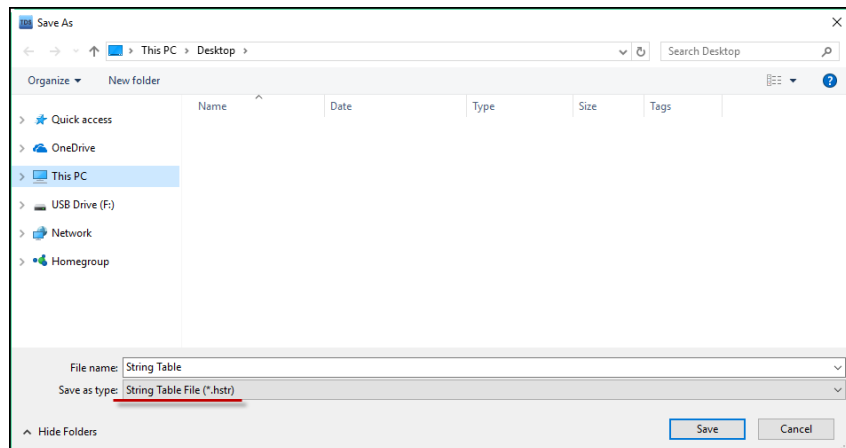 Save As
This PC > Desktop >
Search Desktop
Organize
New folder
Name
Date
Type
Size
Tags
Quick access
OneDrive
This PC
USB Drive (F:)
Network
Homegroup
File name: String Table
Save as type: String Table File (*.hstr)
Hide Folders
Save
Cancel